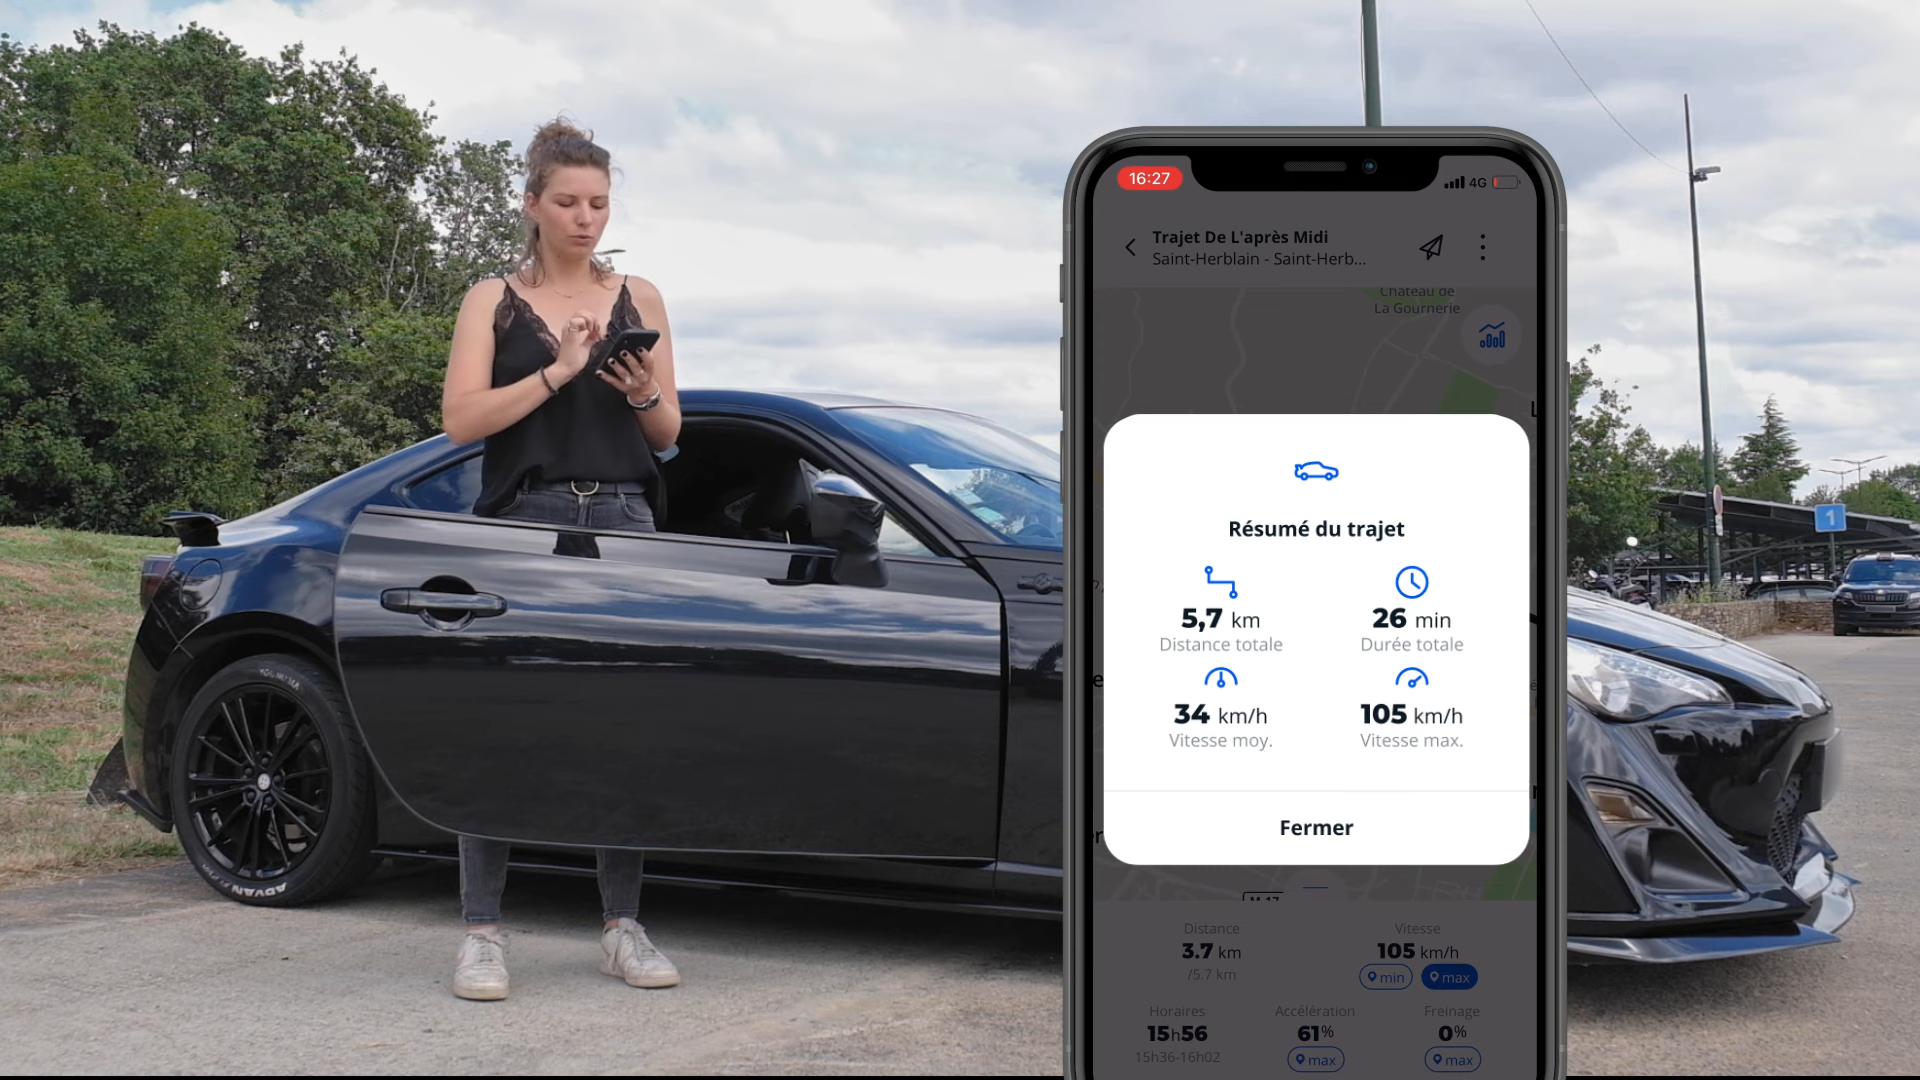 16:27
4G
Trajet De L'après Midi
Saint-Herblain - Saint-Herb...
Château de
La Gournerie
Résumé du trajet
5,7 km
26 min
Distance totale
Durée totale
34 km/h
105 km/h
Vitesse moy.
Vitesse max.
Fermer
Distance
Vitesse
3.7 km
105 km/h
/5.7 km
min
max
Horaires
Accélération
Freinage
15h56
61%
0%
15h36-16h02
max
max
1
YOKOHAMA
ADVAN